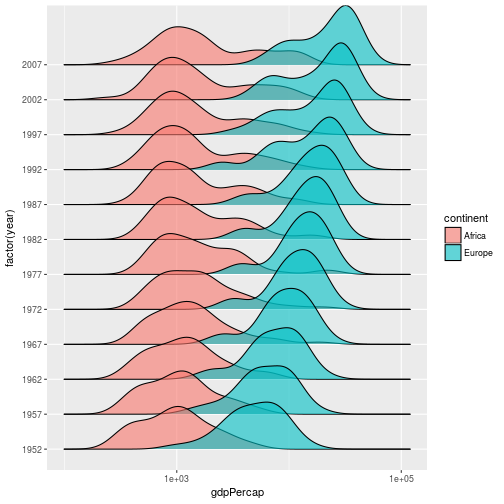 2007
2002
1997
1992
1987
1982
1977
1972
1967
1962
1957
1952
factor(year)
1e+03
1e+05
gdpPercap
continent
Africa
Europe